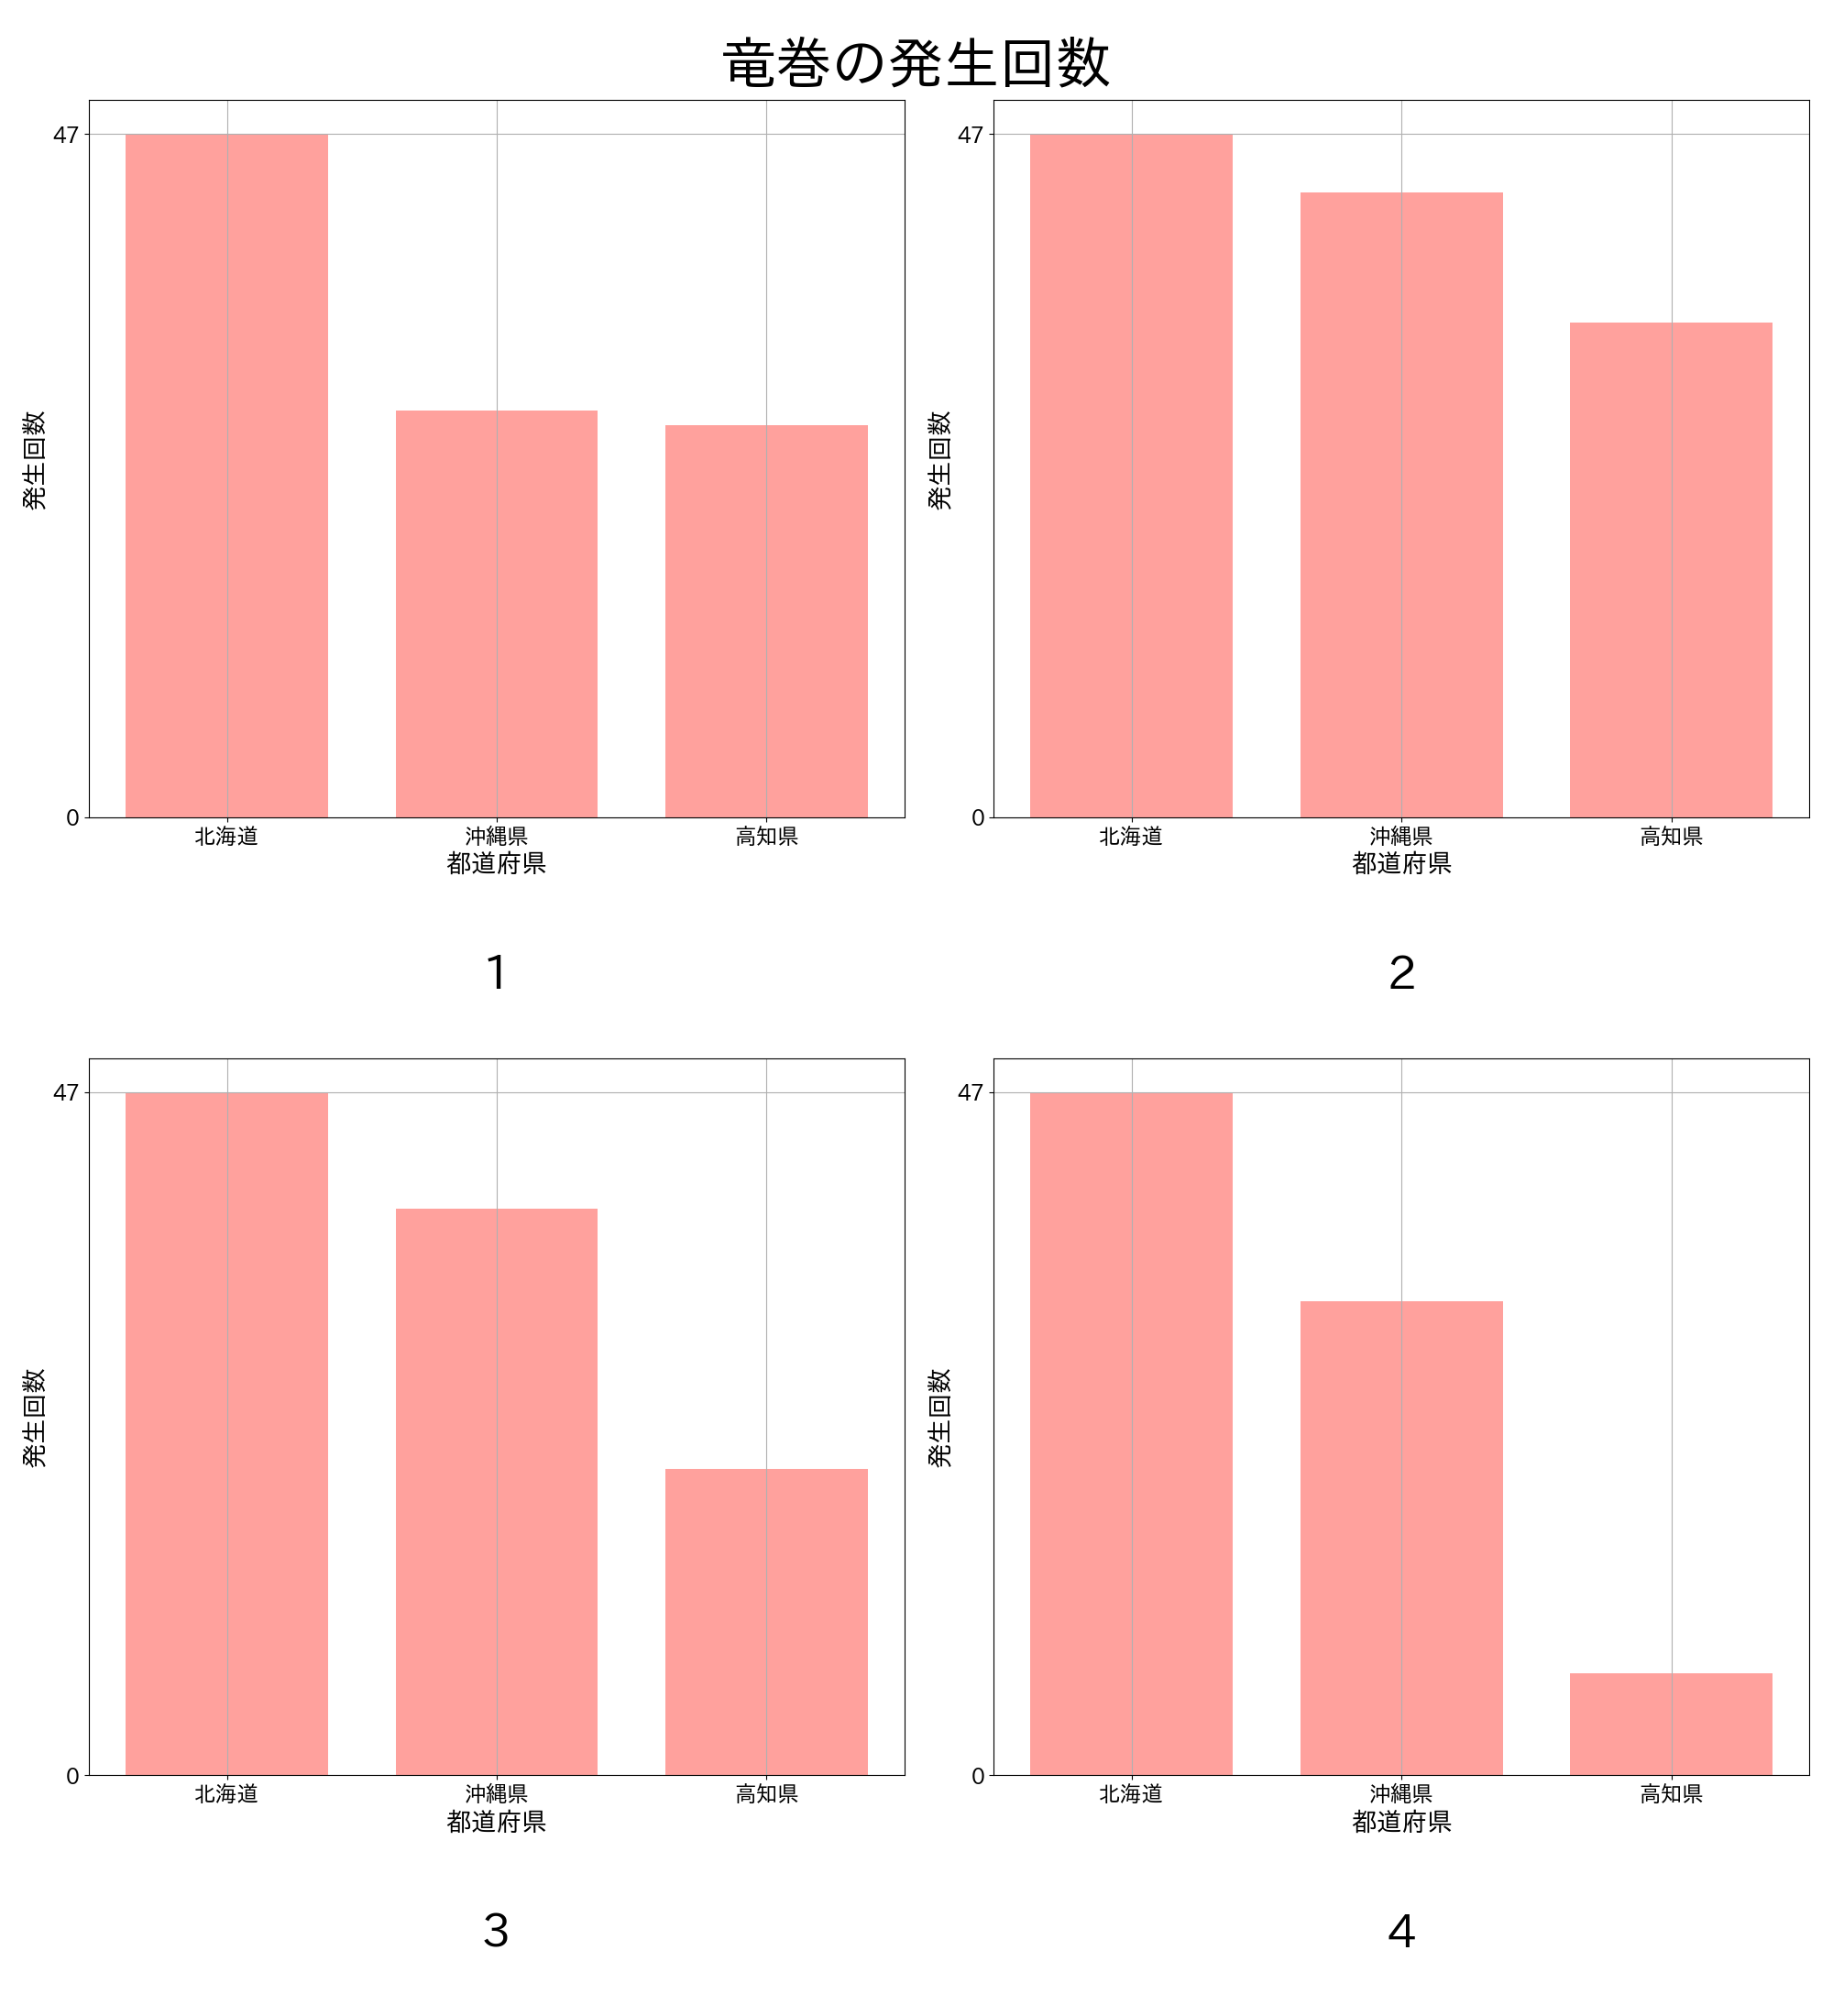 竜巻の発生回数
47
発生回数
0
北海道 沖縄県 高知県
都道府県
1
47
発生回数
0
北海道 沖縄県 高知県
都道府県
2
47
発生回数
0
北海道 沖縄県 高知県
都道府県
3
47
発生回数
0
北海道 沖縄県 高知県
都道府県
4